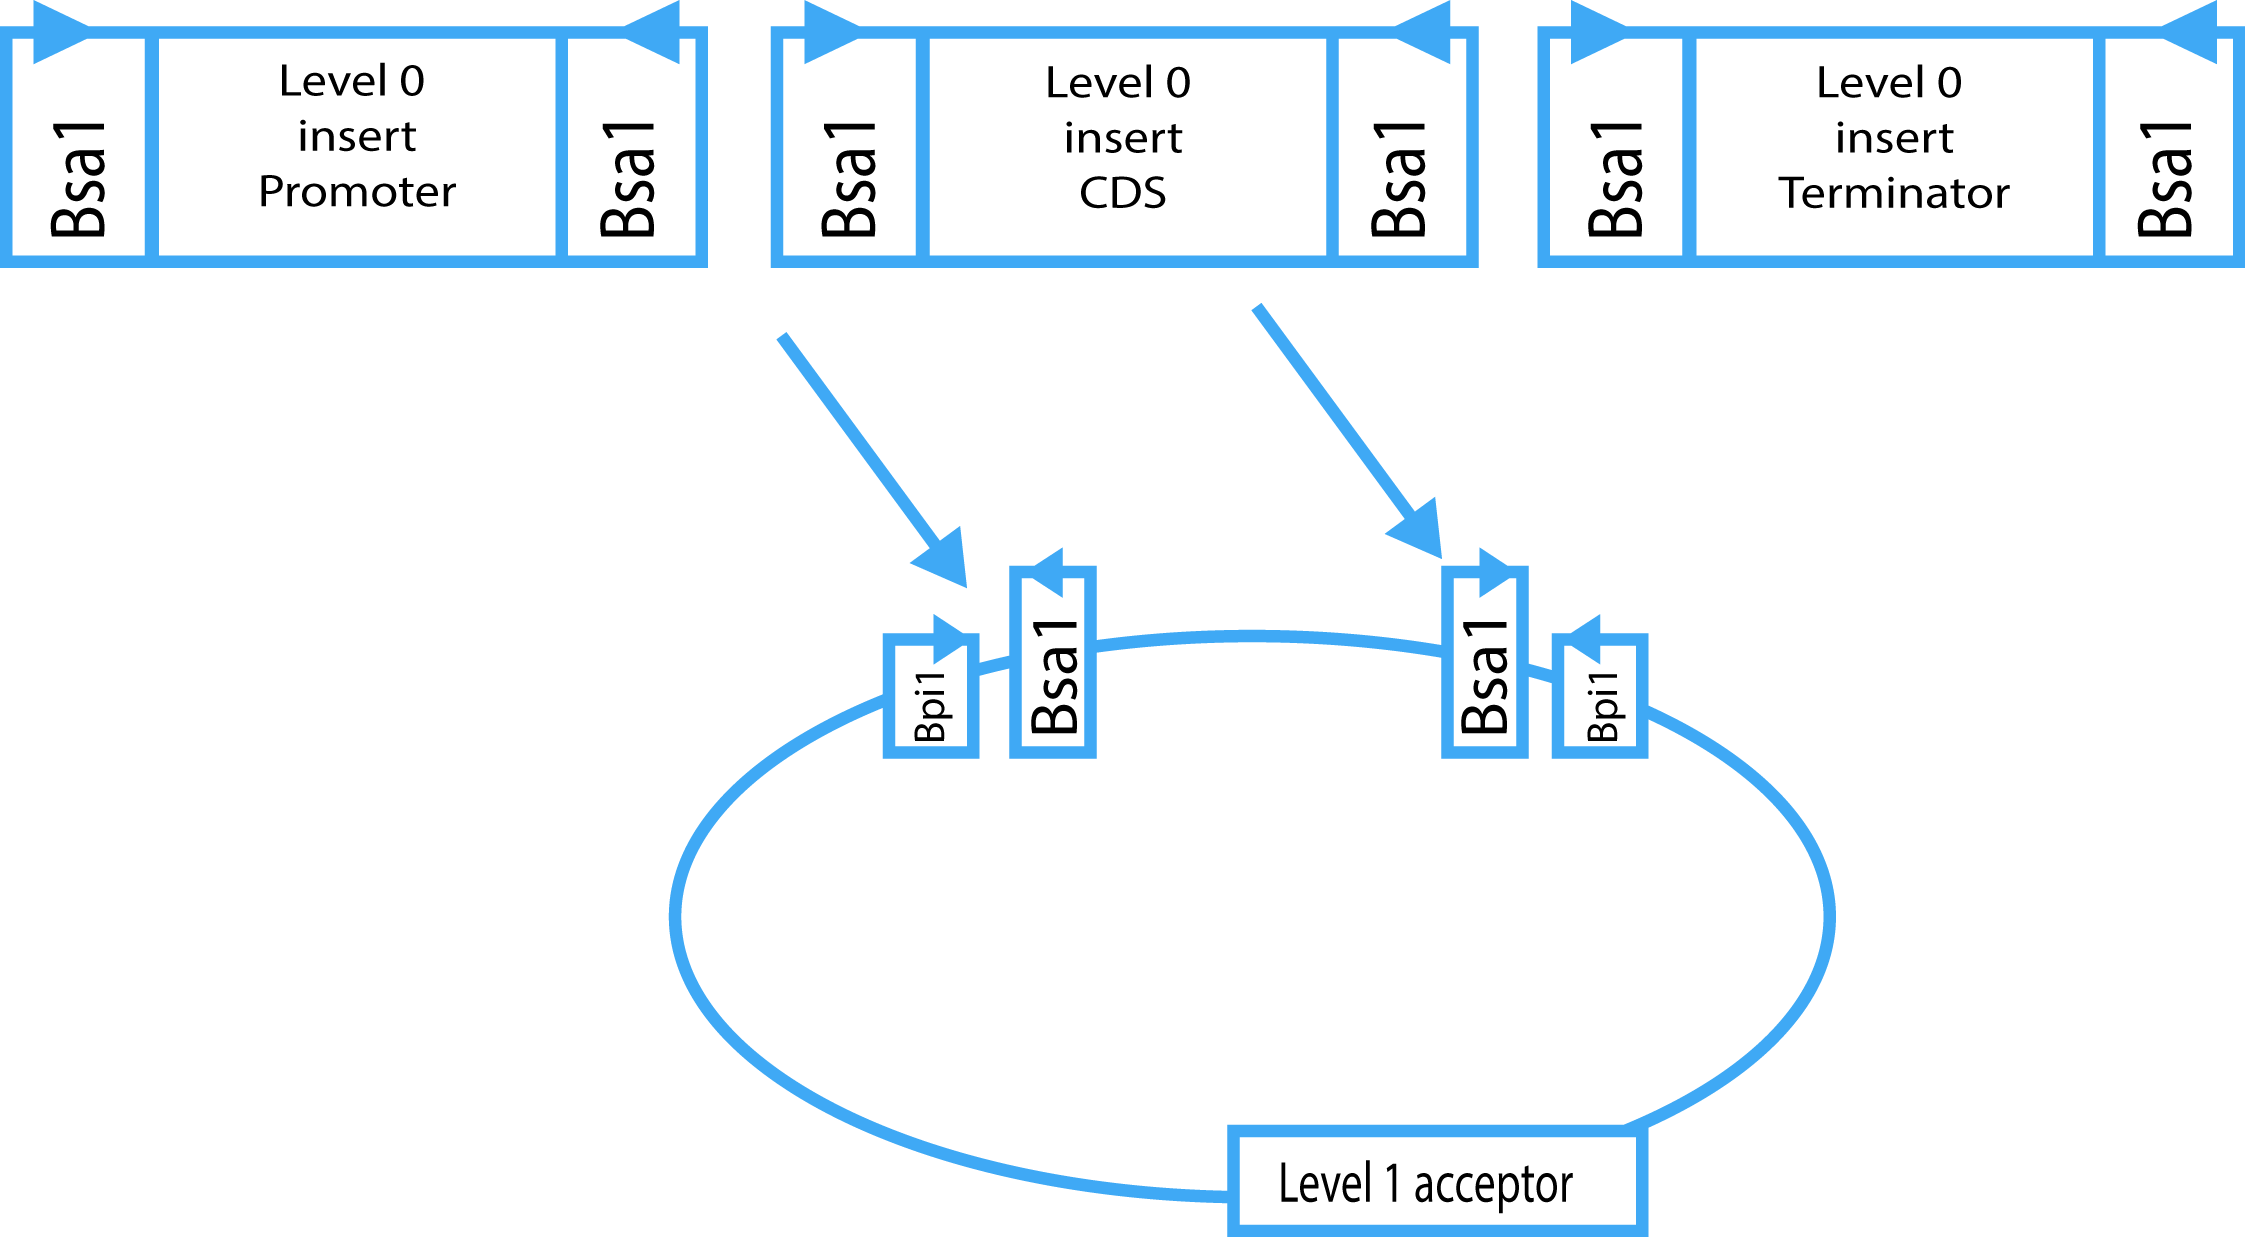 Bsa1
Level 0
insert
Promoter
Bsa1
Bsa1
Level 0
insert
CDS
Bsa1
Bsa1
Level 0
insert
Terminator
Bsa1
Bpi1
Bsa1
Bsa1
Bpi1
Level 1 acceptor